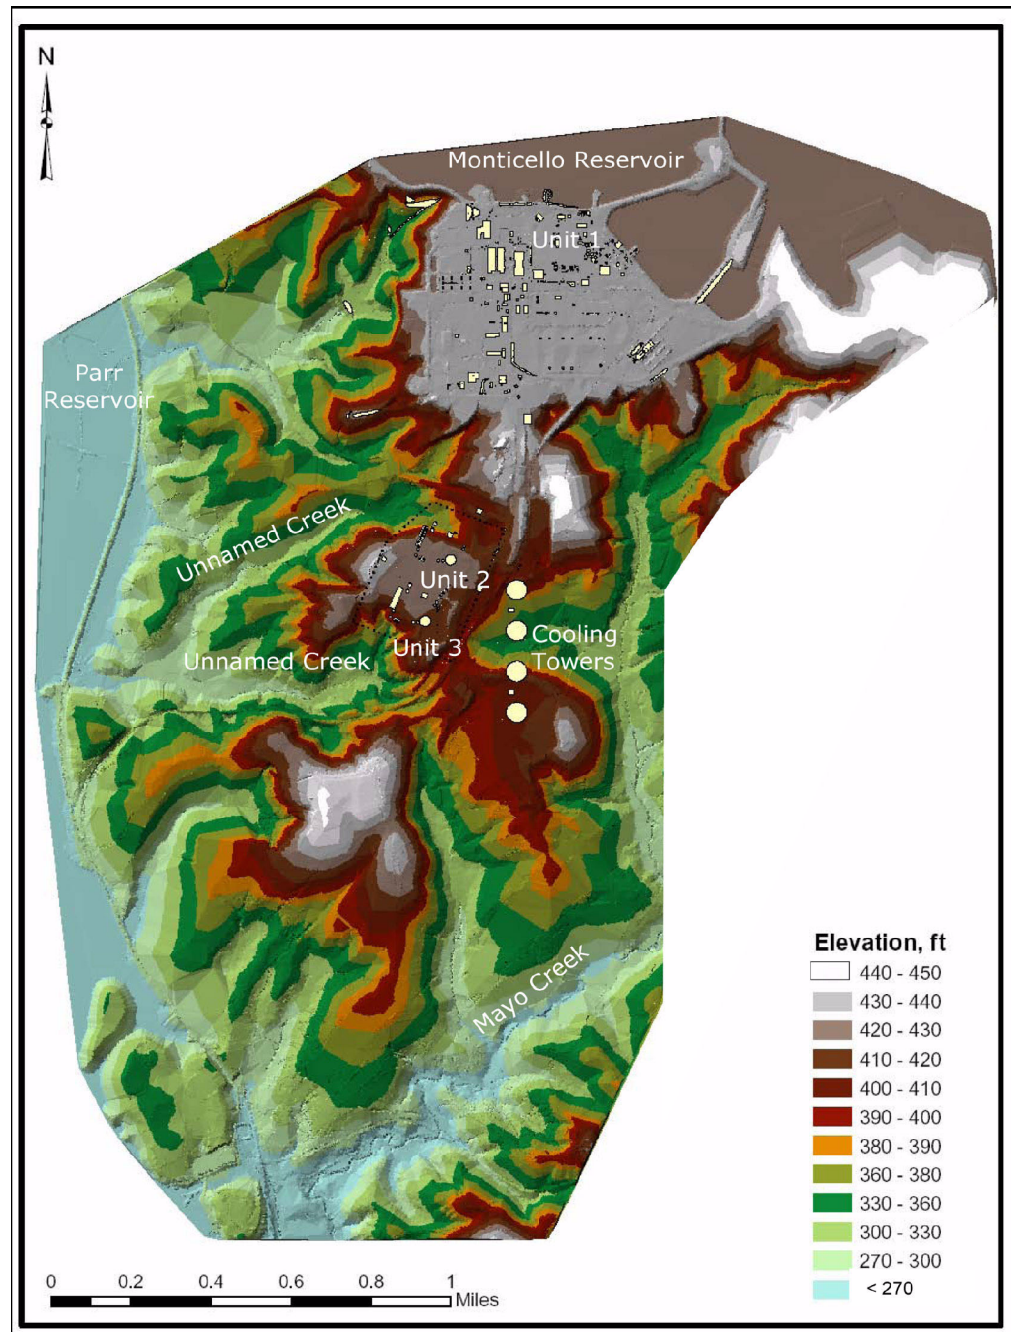 N
Monticello Reservoir
Unit 1
Parr
Reservoir
Unnamed Creek
Unit 2
Unit 3
Unnamed Creek
Cooling
Towers
Mayo Creek
Elevation, ft
440 - 450
430 - 440
420 - 430
410 - 420
400 - 410
390 - 400
380 - 390
360 - 380
330 - 360
300 - 330
270 - 300
< 270
0 0.2 0.4 0.6 0.8 1
Miles